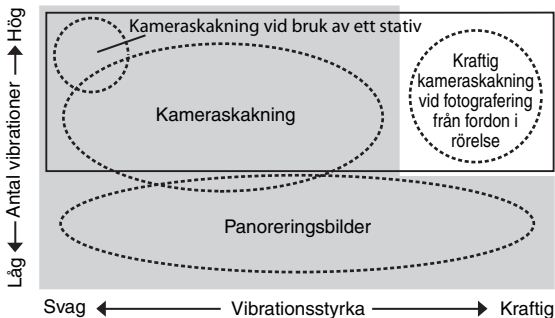 Hög
Antal vibrationer
Låg
Kameraskakning vid bruk av ett stativ
Kameraskakning
Kraftig
kameraskakning
vid fotografering
från fordon i
rörelse
Panoreringsbilder
Svag
Vibrationsstyrka
Kraftig